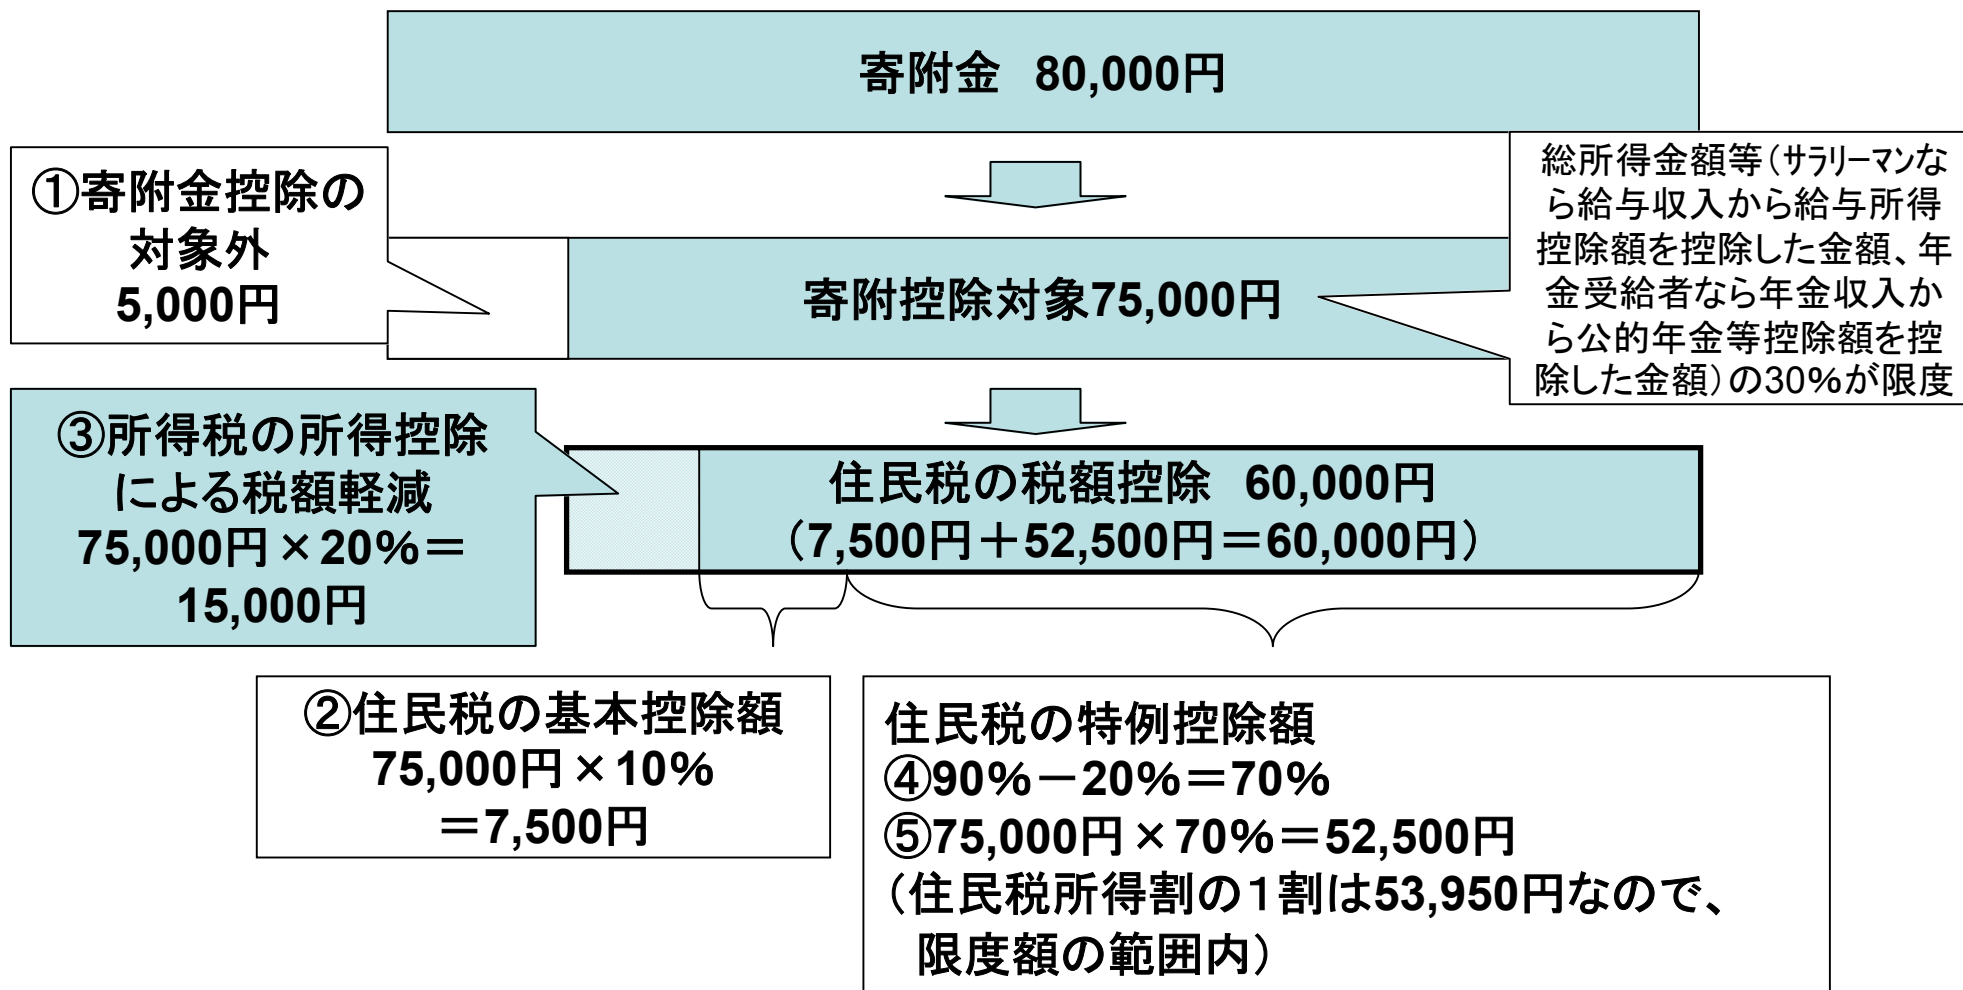 寄附金　80,000円
①寄附金控除の
対象外
5,000円
寄附控除対象75,000円
総所得金額等（サラリーマンな
ら給与収入から給与所得
控除額を控除した金額、年
金受給者なら年金収入か
ら公的年金等控除額を控
除した金額）の30％が限度
③所得税の所得控除
による税額軽減
75,000円×20％＝
15,000円
住民税の税額控除　60,000円
（7,500円＋52,500円＝60,000円）
②住民税の基本控除額
75,000円×10％
＝7,500円
住民税の特例控除額
④90％－20％＝70％
⑤75,000円×70％＝52,500円
（住民税所得割の１割は53,950円なので、
限度額の範囲内）